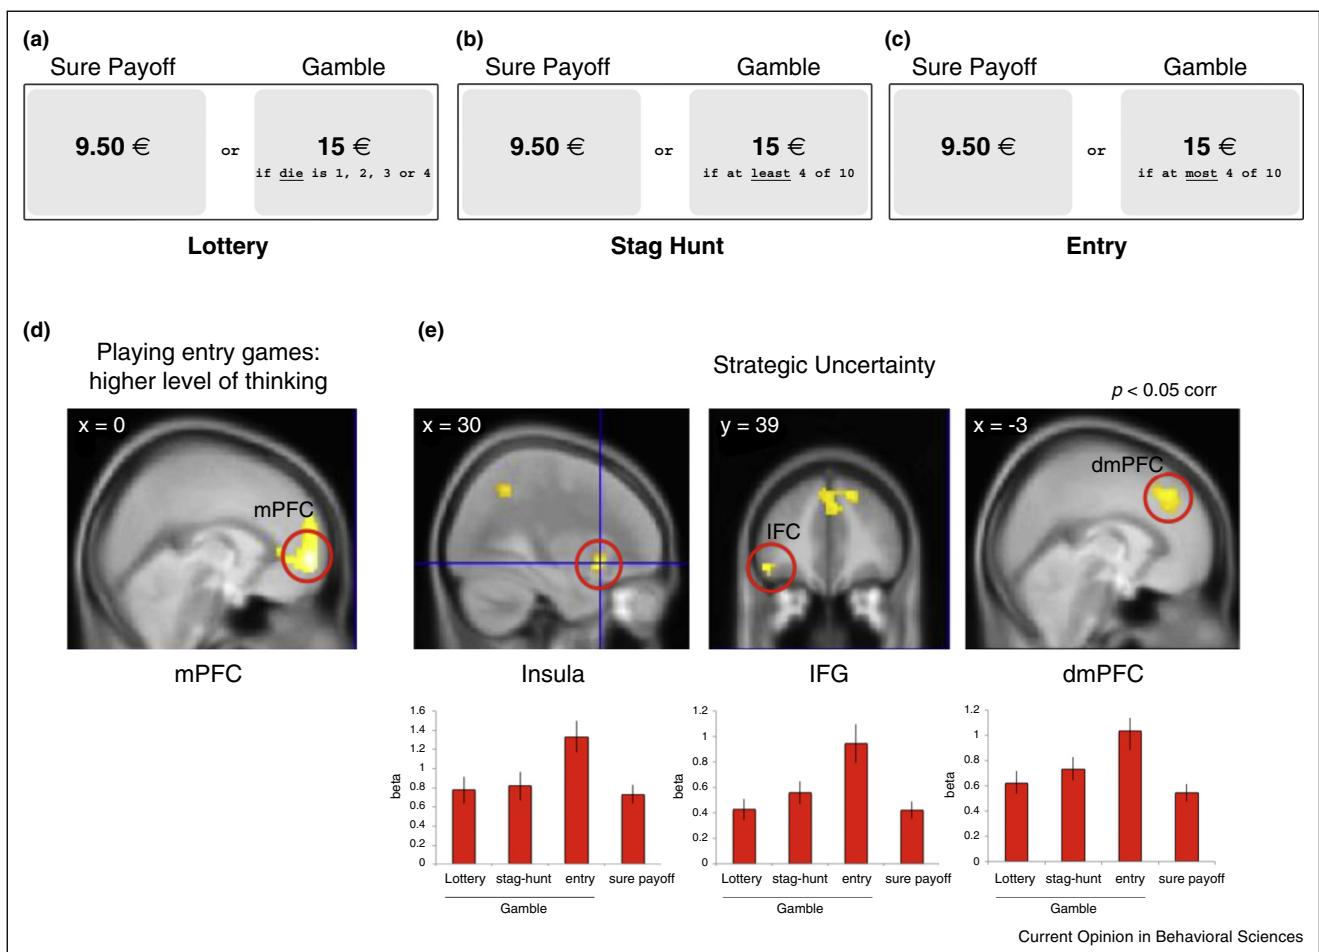 (a)
Sure Payoff Gamble
9.50 € or 15 €
if die is 1, 2, 3 or 4
Lottery
(b)
Sure Payoff Gamble
9.50 € or 15 €
if at least 4 of 10
Stag Hunt
(c)
Sure Payoff Gamble
9.50 € or 15 €
if at most 4 of 10
Entry
(d)
Playing entry games:
higher level of thinking
x = 0
mPFC
mPFC
(e)
Strategic Uncertainty
p < 0.05 corr
x = 30
Insula
y = 39
IFC
IFG
x = -3
dmPFC
dmPFC
1.6
1.4
1.2
1
0.8
0.6
0.4
0.2
0
beta
Lottery stag-hunt entry sure payoff
Gamble
1.2
1
0.8
0.6
0.4
0.2
0
beta
Lottery stag-hunt entry sure payoff
Gamble
1.2
1
0.8
0.6
0.4
0.2
0
beta
Lottery stag-hunt entry sure payoff
Gamble
Current Opinion in Behavioral Sciences